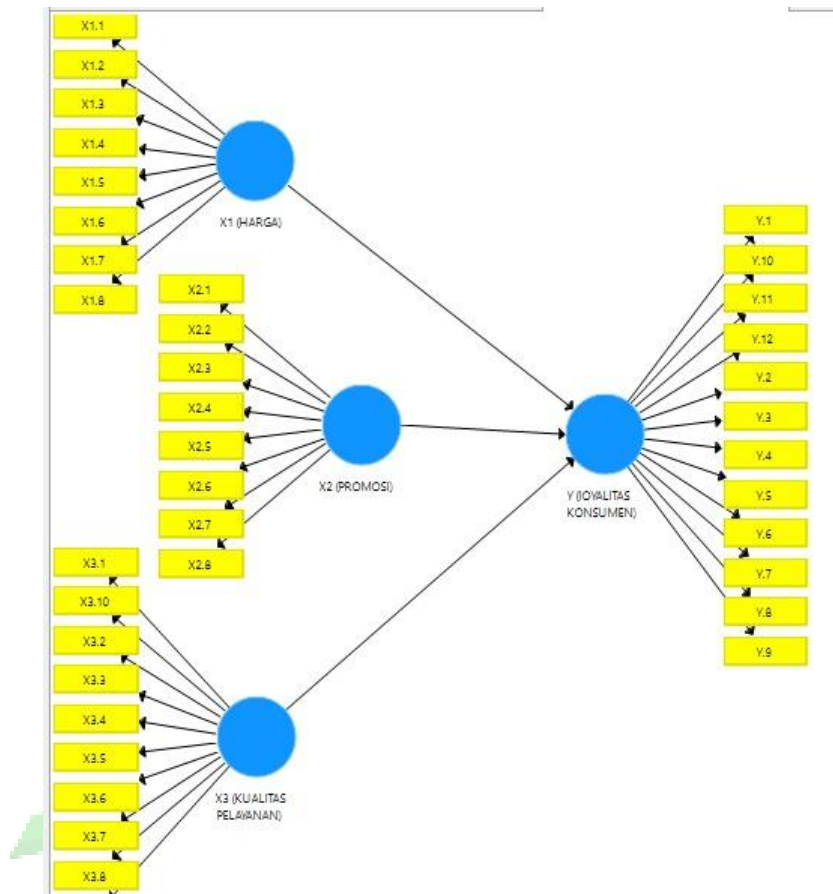 X1.1
X1.2
X1.3
X1.4
X1.5
X1.6
X1.7
X1.8
X1 (HARGA)
X2.1
X2.2
X2.3
X2.4
X2.5
X2.6
X2.7
X2.8
X2 (PROMOSI)
X3.1
X3.10
X3.2
X3.3
X3.4
X3.5
X3.6
X3.7
X3.8
X3 (KUALITAS
PELAYANAN)
Y (lOYALITAS
KONSUMEN)
Y.1
Y.10
Y.11
Y.12
Y.2
Y.3
Y.4
Y.5
Y.6
Y.7
Y.8
Y.9